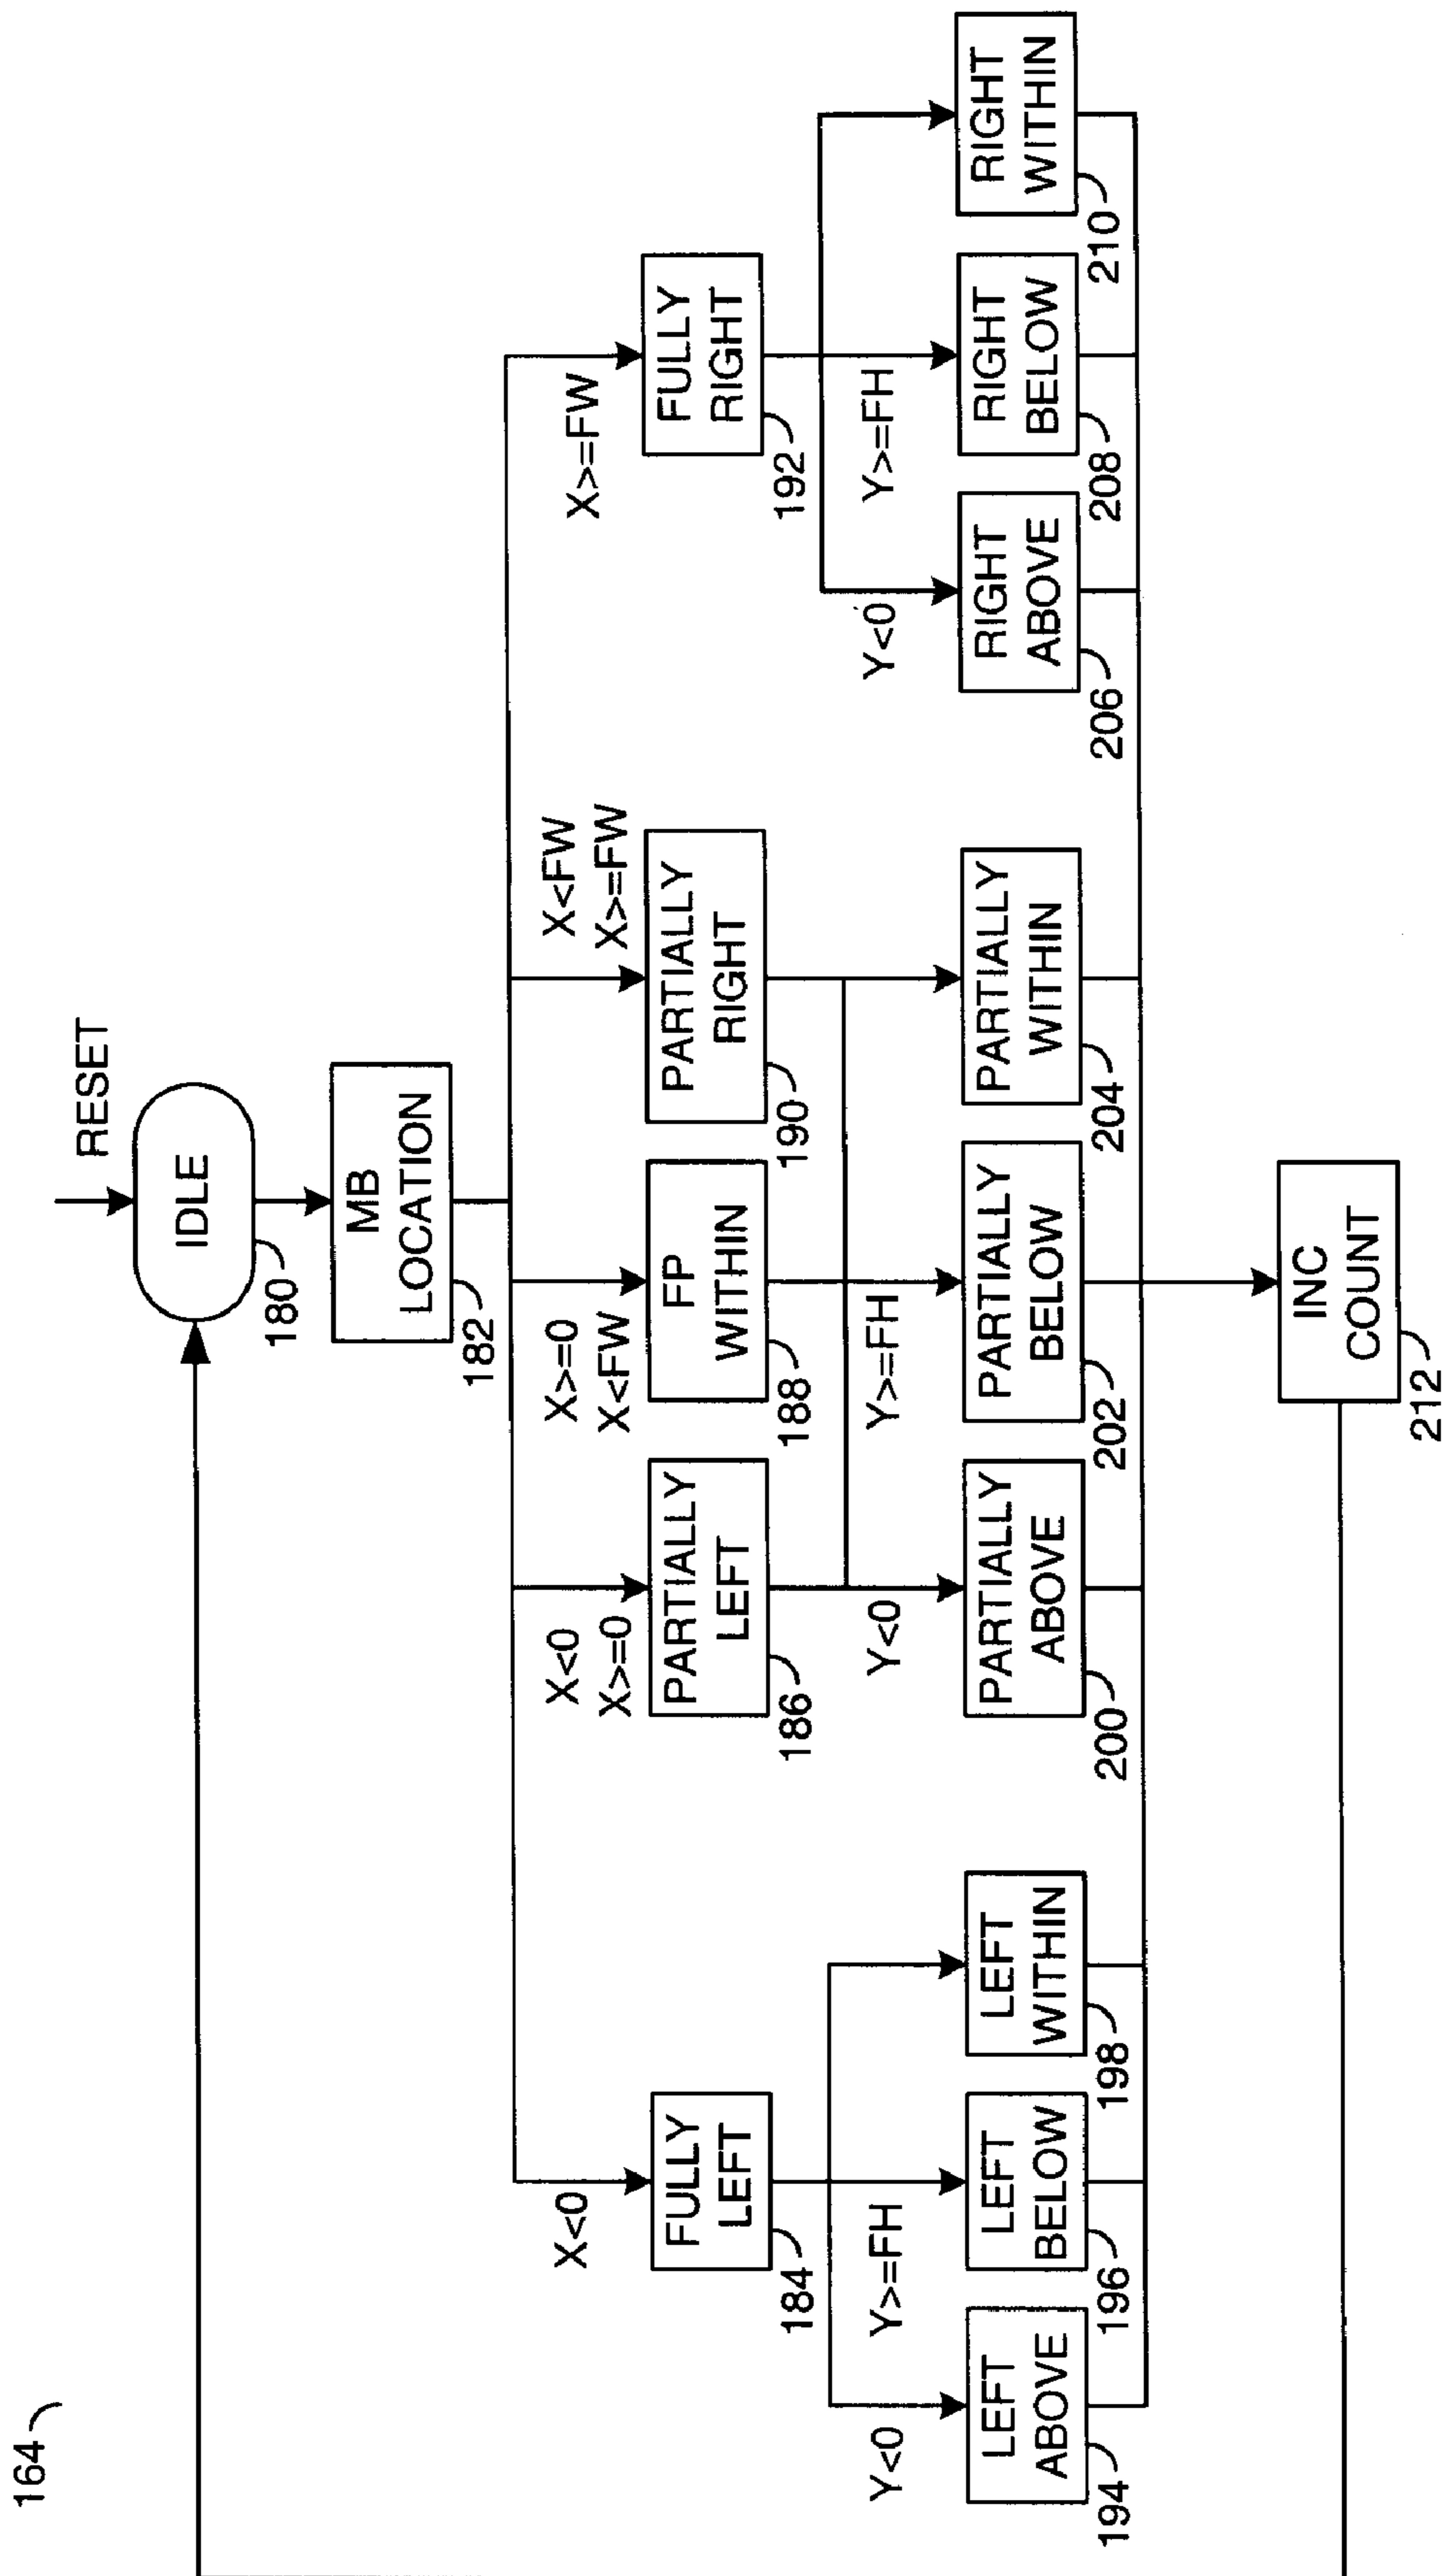 164
RESET
IDLE
180
MB
LOCATION
182
X<0
X<0
X>=0
X>=0
X<FW
X<FW
X>=FW
X>=FW
FULLY
LEFT
184
PARTIALLY
LEFT
186
FP
WITHIN
188
PARTIALLY
RIGHT
190
FULLY
RIGHT
192
Y<0
Y>=FH
Y<0
Y>=FH
Y<0
Y>=FH
LEFT
ABOVE
194
LEFT
BELOW
196
LEFT
WITHIN
198
PARTIALLY
ABOVE
200
PARTIALLY
BELOW
202
PARTIALLY
WITHIN
204
RIGHT
ABOVE
206
RIGHT
BELOW
208
RIGHT
WITHIN
210
INC
COUNT
212